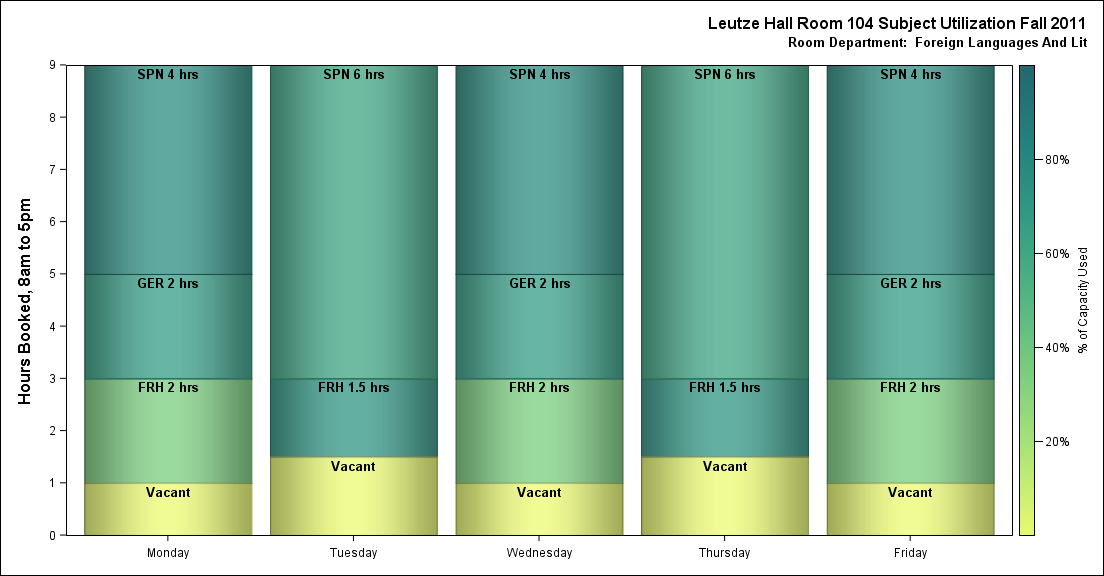 Leutze Hall Room 104 Subject Utilization Fall 2011
Room Department: Foreign Languages And Lit
Hours Booked, 8am to 5pm
9
8
7
6
5
4
3
2
1
0
SPN 4 hrs
GER 2 hrs
FRH 2 hrs
Vacant
Monday
SPN 6 hrs
FRH 1.5 hrs
Vacant
Tuesday
SPN 4 hrs
GER 2 hrs
FRH 2 hrs
Vacant
Wednesday
SPN 6 hrs
FRH 1.5 hrs
Vacant
Thursday
SPN 4 hrs
GER 2 hrs
FRH 2 hrs
Vacant
Friday
80%
60%
40%
20%
% of Capacity Used